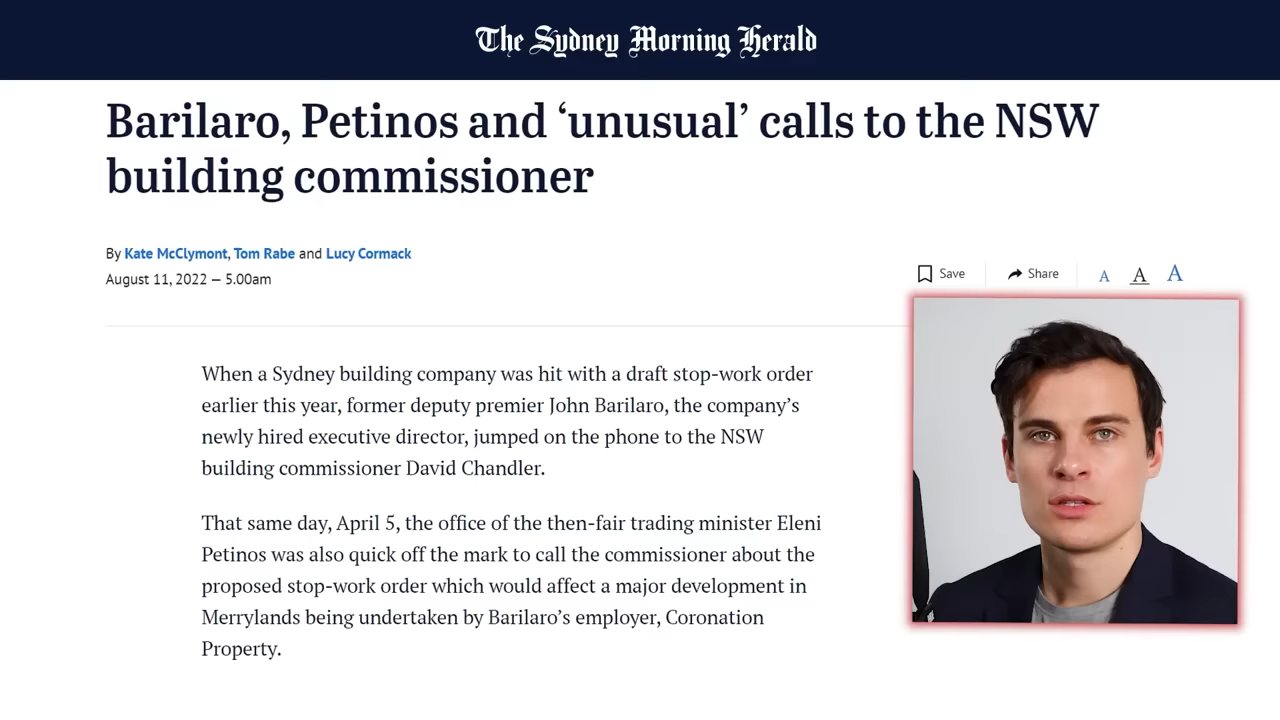 The Sydney Morning Herald
Barilaro, Petinos and ‘unusual’ calls to the NSW
building commissioner
By Kate McClymont, Tom Rabe and Lucy Cormack
August 11, 2022 — 5.00am
Save
Share
A A A
When a Sydney building company was hit with a draft stop-work order
earlier this year, former deputy premier John Barilaro, the company’s
newly hired executive director, jumped on the phone to the NSW
building commissioner David Chandler.
That same day, April 5, the office of the then-fair trading minister Eleni
Petinos was also quick off the mark to call the commissioner about the
proposed stop-work order which would affect a major development in
Merrylands being undertaken by Barilaro’s employer, Coronation
Property.